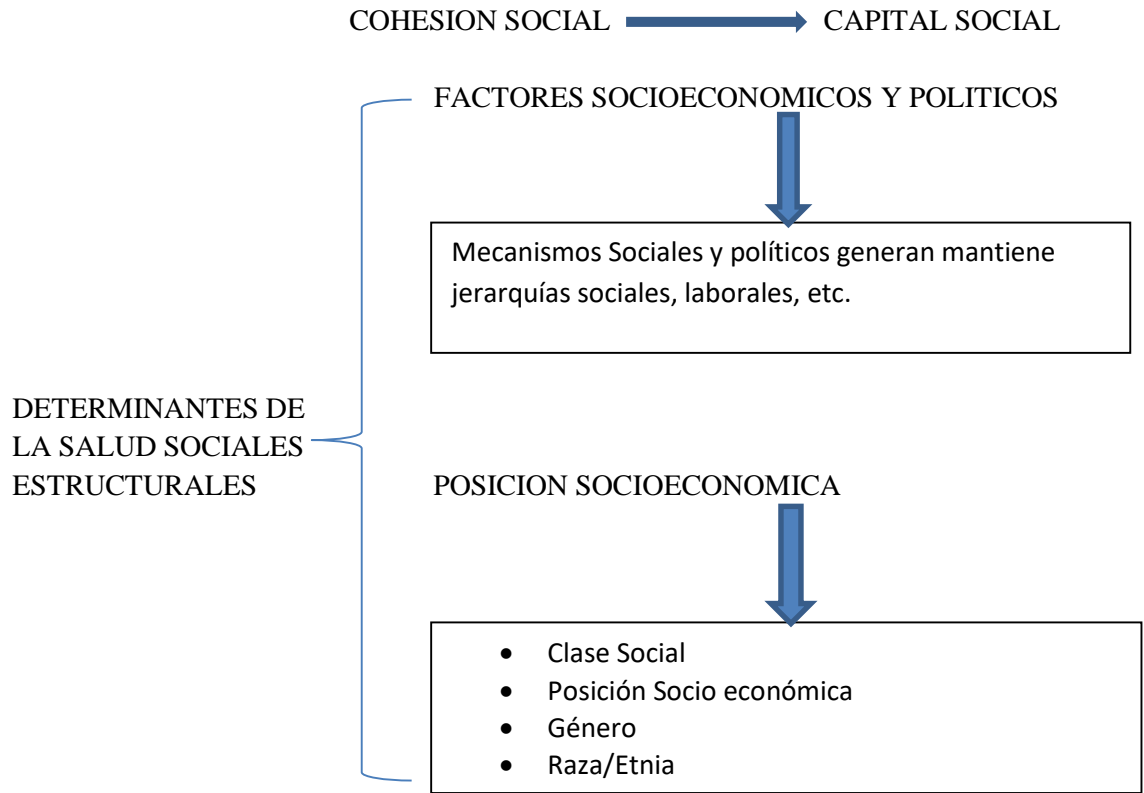 COHESION SOCIAL CAPITAL SOCIAL
FACTORES SOCIOECONOMICOS Y POLITICOS
Mecanismos Sociales y políticos generan mantiene
jerarquías sociales, laborales, etc.
DETERMINANTES DE
LA SALUD SOCIALES
ESTRUCTURALES
POSICION SOCIOECONOMICA
• Clase Social
• Posición Socio económica
• Género
• Raza/Etnia